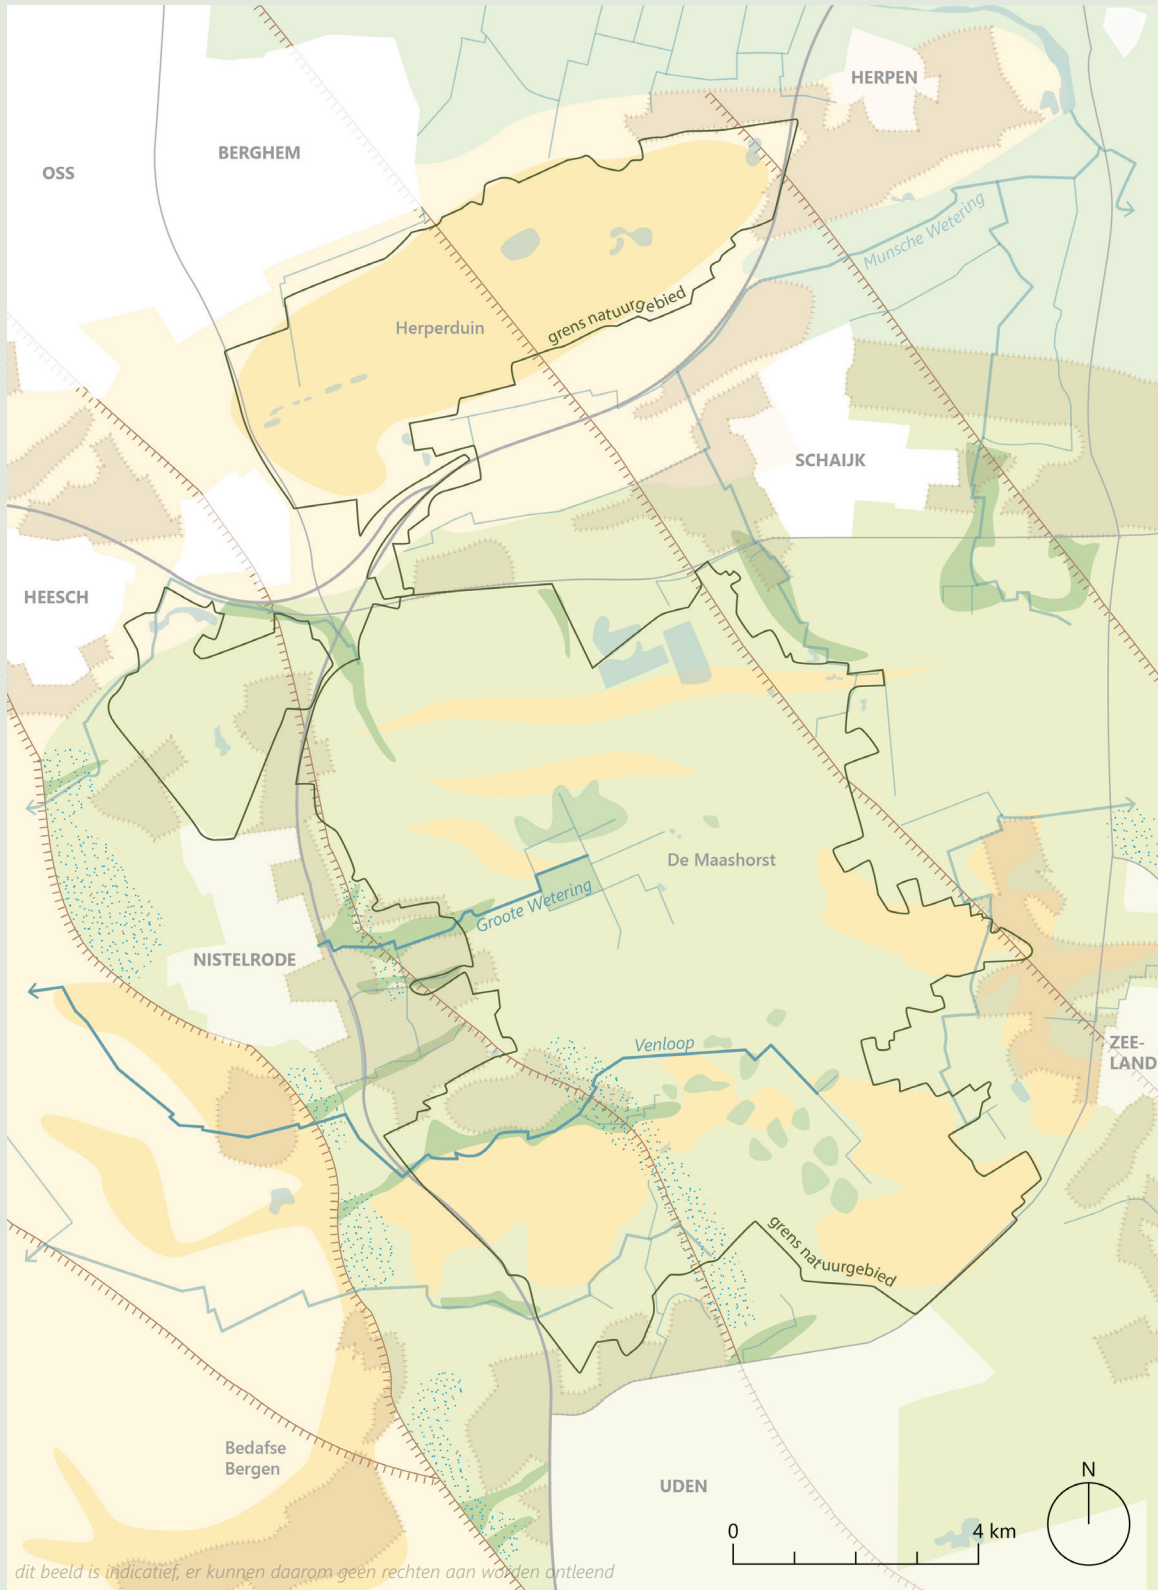 HERPEN
BERGHEM
OSS
Munsche Wetering
grens natuurgebied
Herperduin
SCHAIJK
HEESCH
De Maashorst
Groote Wetering
NISTELRODE
Venloop
ZEE-
LAND
grens natuurgebied
Bedafse
Bergen
UDEN
N
0
4 km
dit beeld is indicatief, er kunnen daarom geen rechten aan worden ontleend